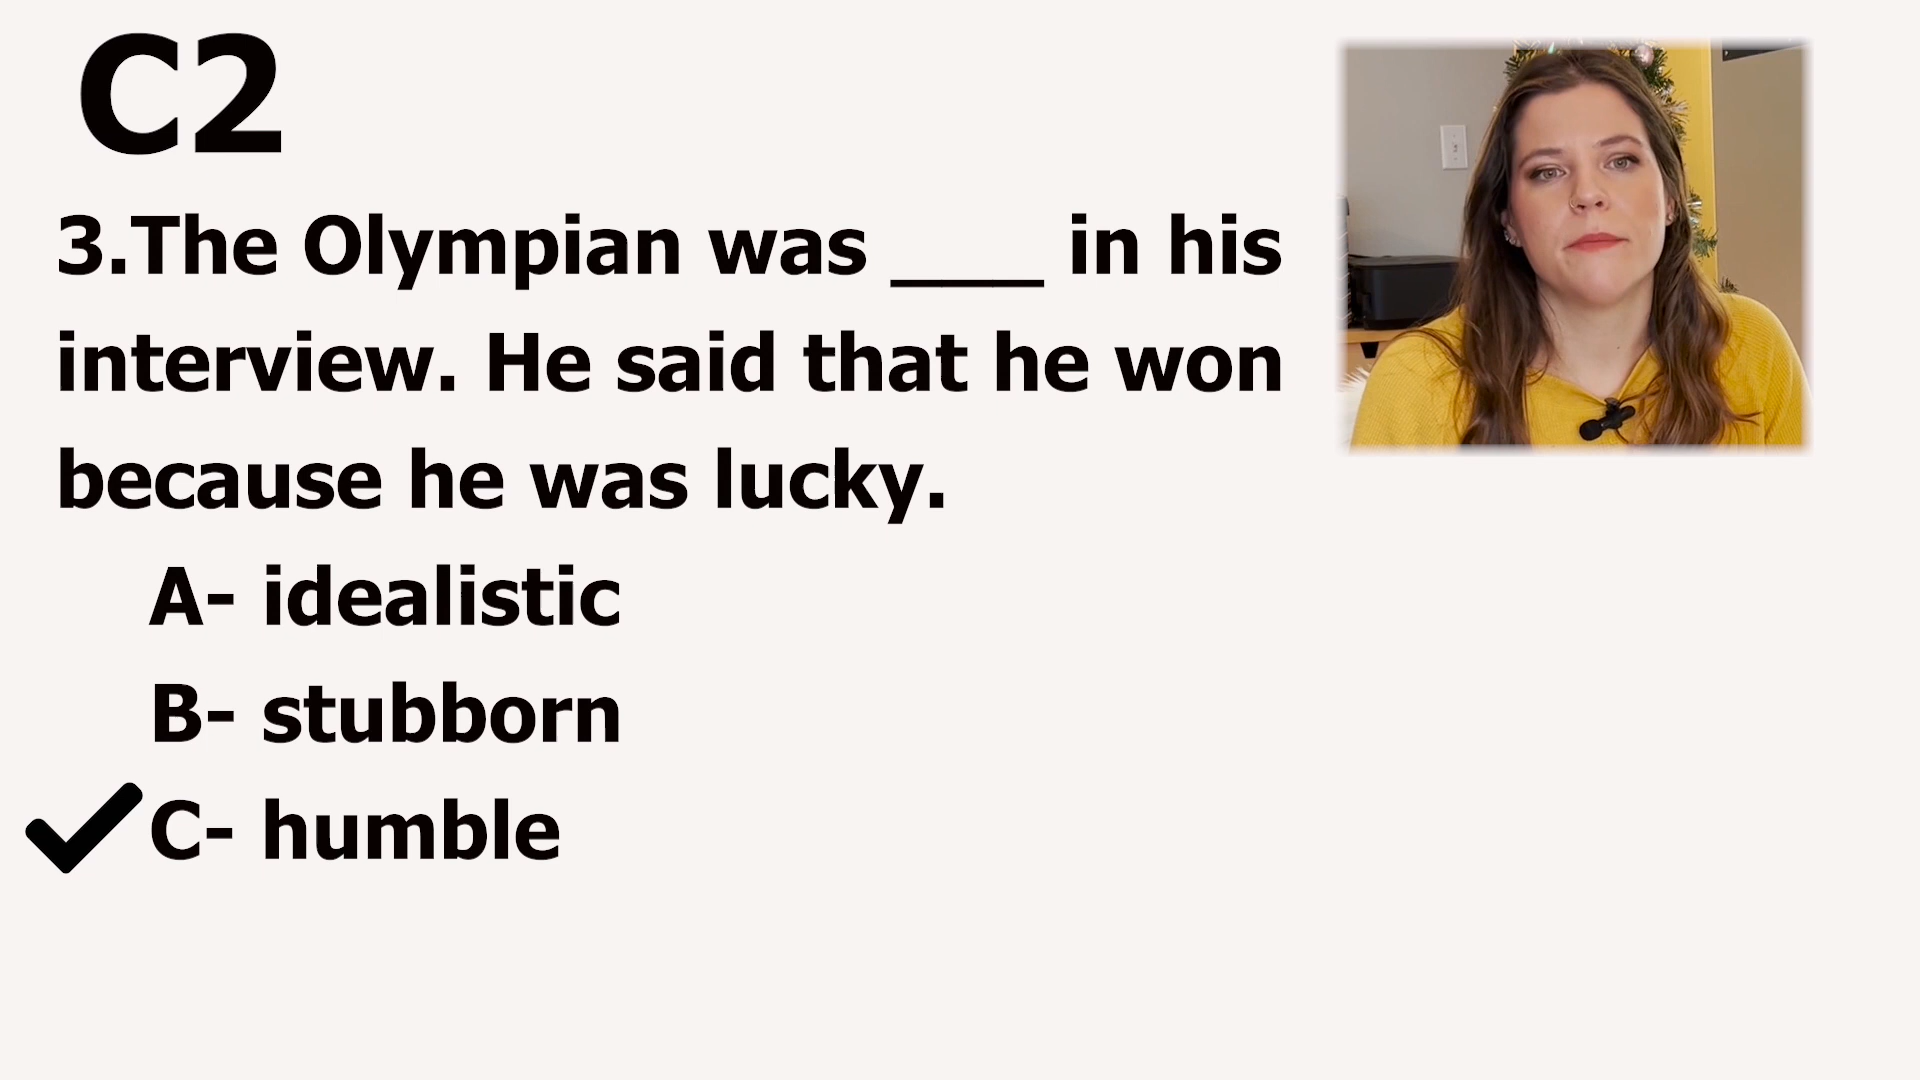 C2
3.The Olympian was ___ in his
interview. He said that he won
because he was lucky.
A- idealistic
B- stubborn
C- humble